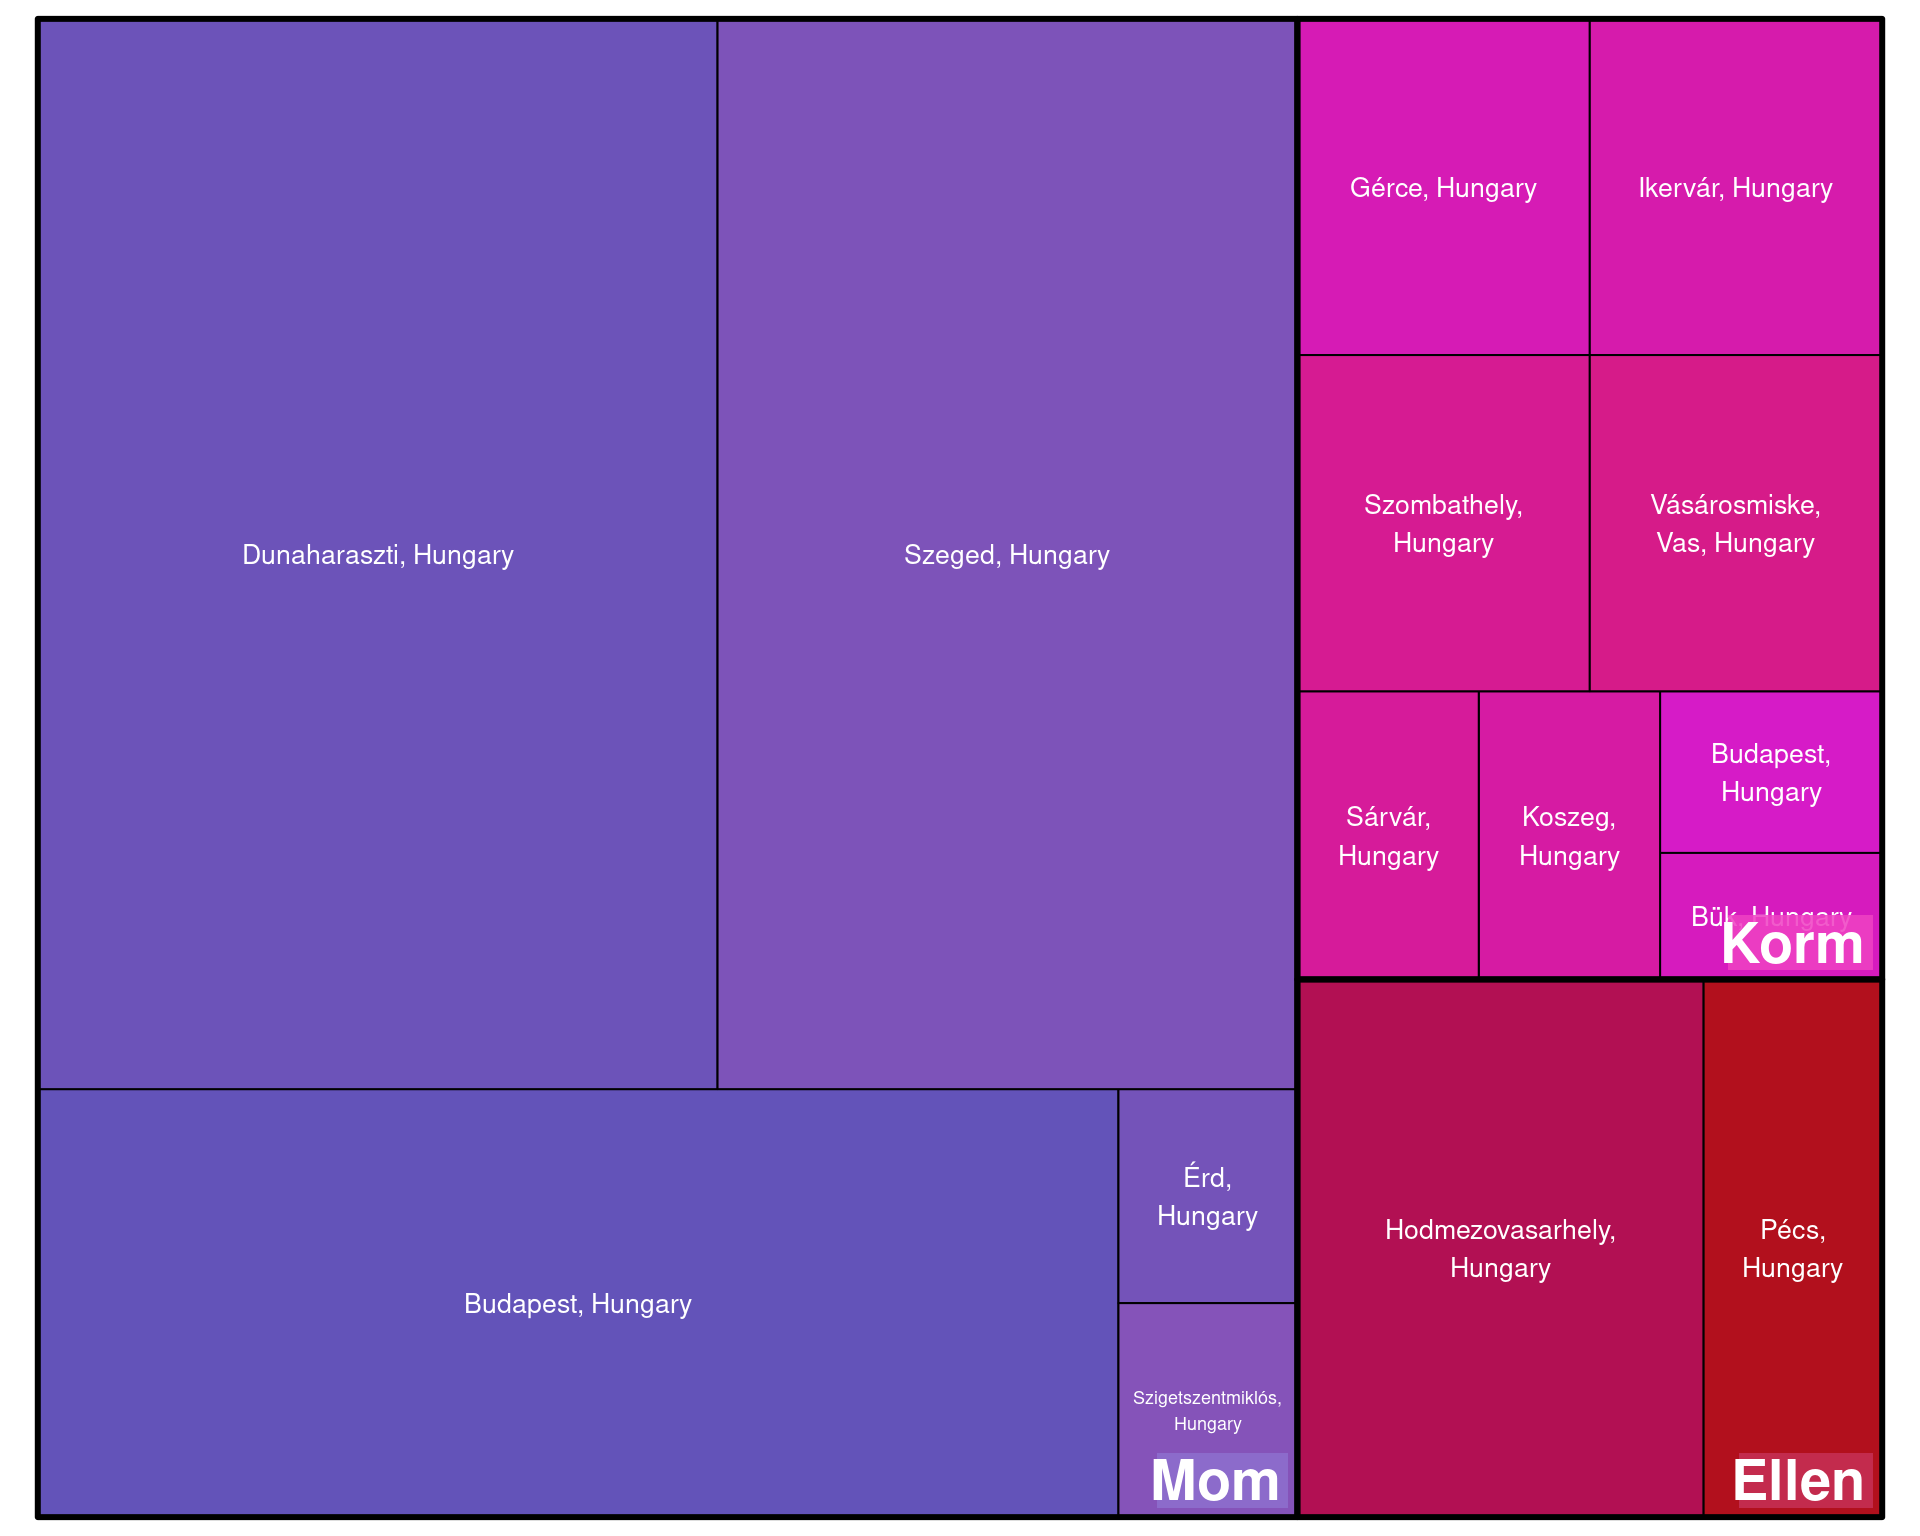 Dunaharaszti, Hungary
Szeged, Hungary
Budapest, Hungary
Érd,
Hungary
Szigetszentmiklós,
Hungary
Mom
Gérce, Hungary
Ikervár, Hungary
Szombathely,
Hungary
Vásárosmiske,
Vas, Hungary
Sárvár,
Hungary
Koszeg,
Hungary
Budapest,
Hungary
Bük, Hungary
Korm
Hodmezovasarhely,
Hungary
Pécs,
Hungary
Ellen